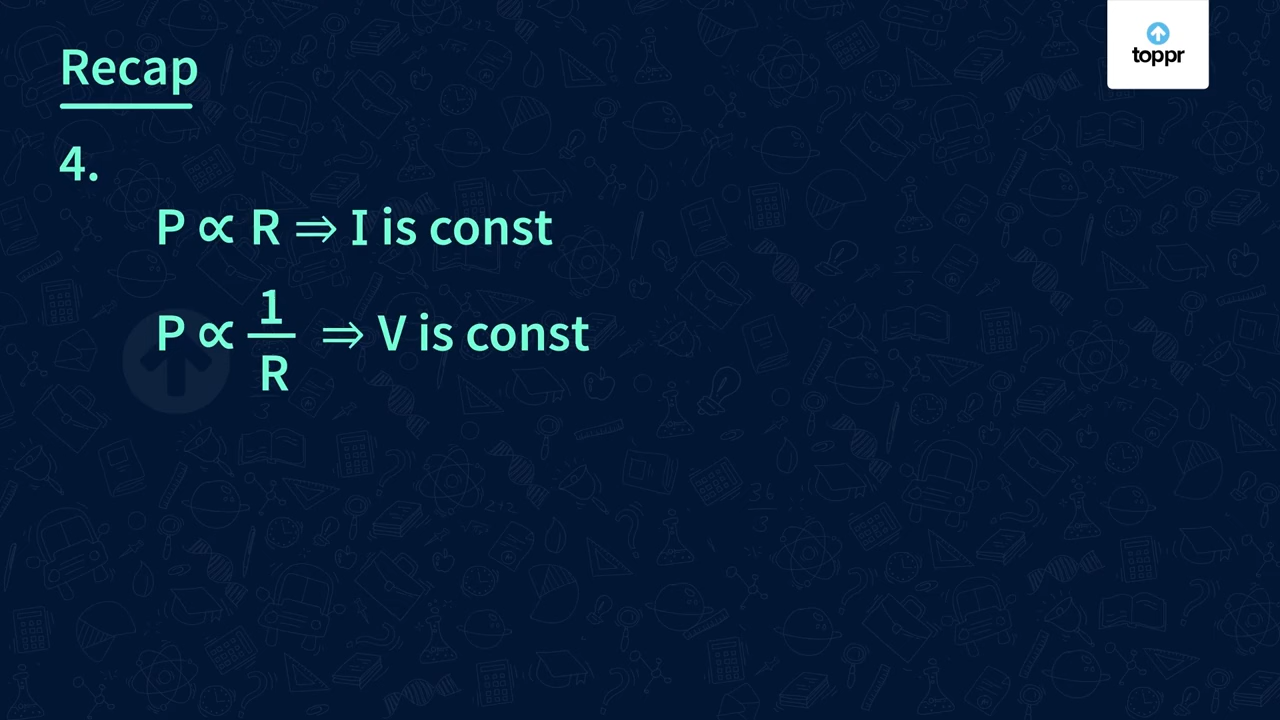 Recap
toppr
4.
P ∝ R ⇒ I is const
P ∝ 1/R ⇒ V is const